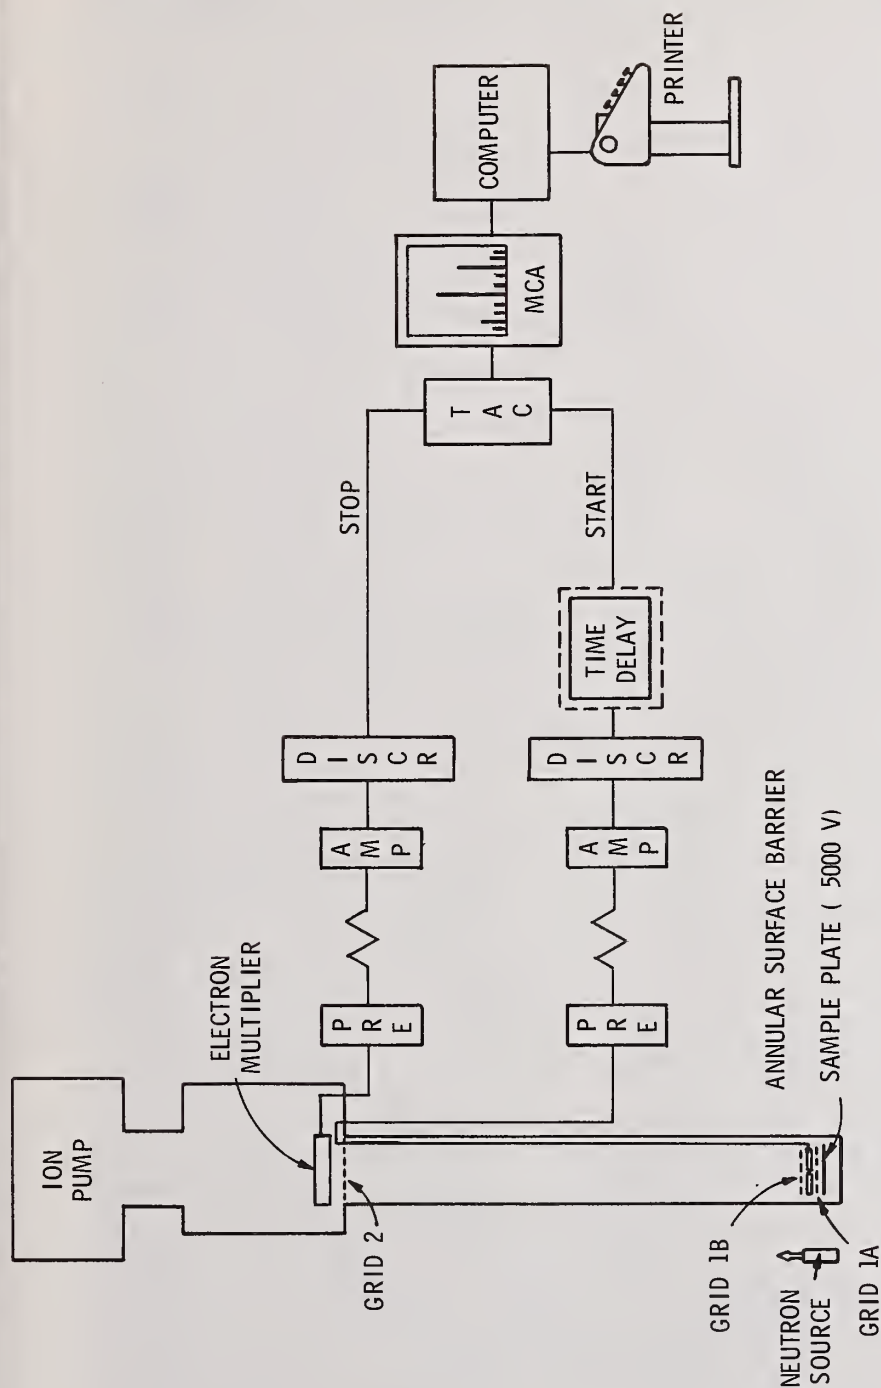 ION
PUMP
ELECTRON
MULTIPLIER
GRID 2
PRE
AMP
DISCR
STOP
PRE
AMP
DISCR
TIME
DELAY
START
TAC
MCA
COMPUTER
PRINTER
GRID 1B
NEUTRON
SOURCE
GRID 1A
ANNULAR SURFACE BARRIER
SAMPLE PLATE ( 5000 V)